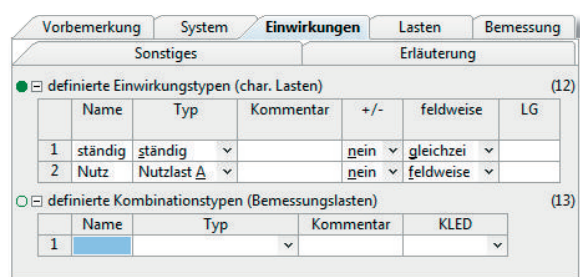 Vorbemerkung System Einwirkungen Lasten Bemessung
Sonstiges Erläuterung
definierte Einwirkungstypen (char. Lasten) (12)
Name Typ Kommentar +/- feldweise LG
1 ständig ständig nein gleichzei
2 Nutz Nutzlast A nein feldweise
definierte Kombinationstypen (Bemessungslasten) (13)
Name Typ Kommentar KLED
1